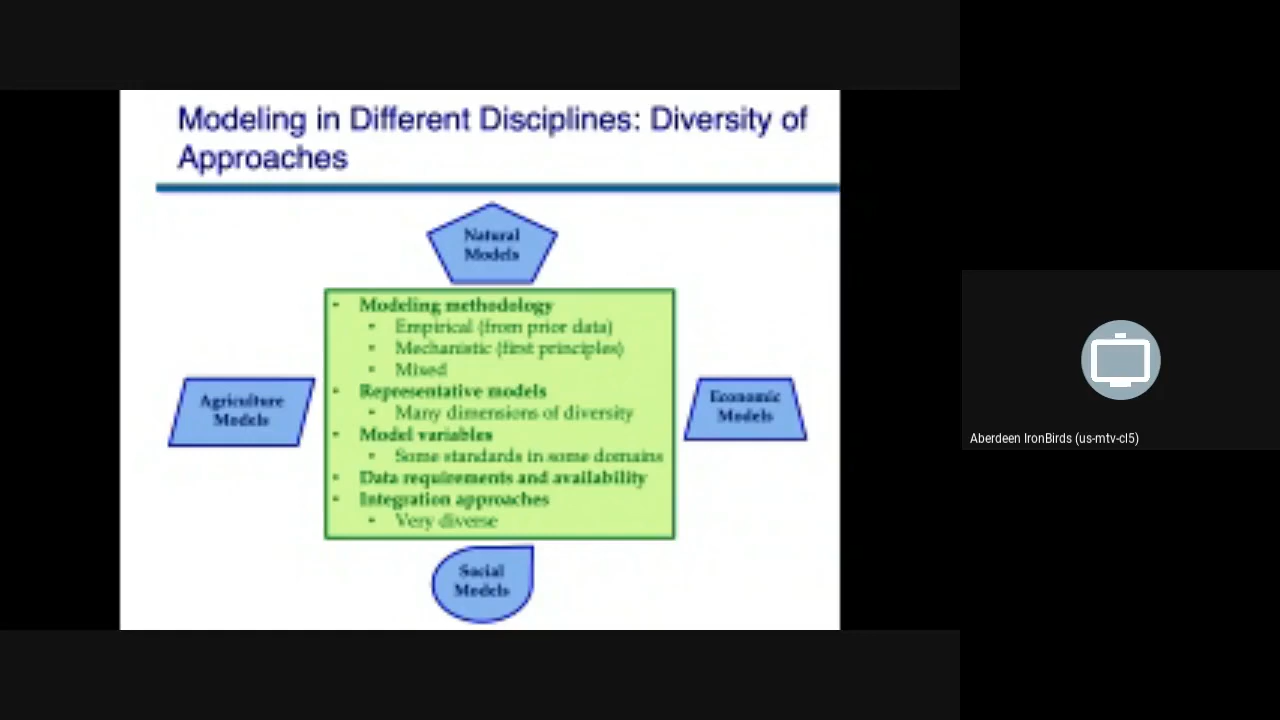 Modeling in Different Disciplines: Diversity of
Approaches
Natural
Models
• Modeling methodology
• Empirical (from prior data)
• Mechanistic (first principles)
• Mixed
• Representative models
• Many dimensions of diversity
• Model variables
• Some standards in some domains
• Data requirements and availability
• Integration approaches
• Very diverse
Agriculture
Models
Economic
Models
Social
Models
Aberdeen IronBirds (us-mtv-cl5)